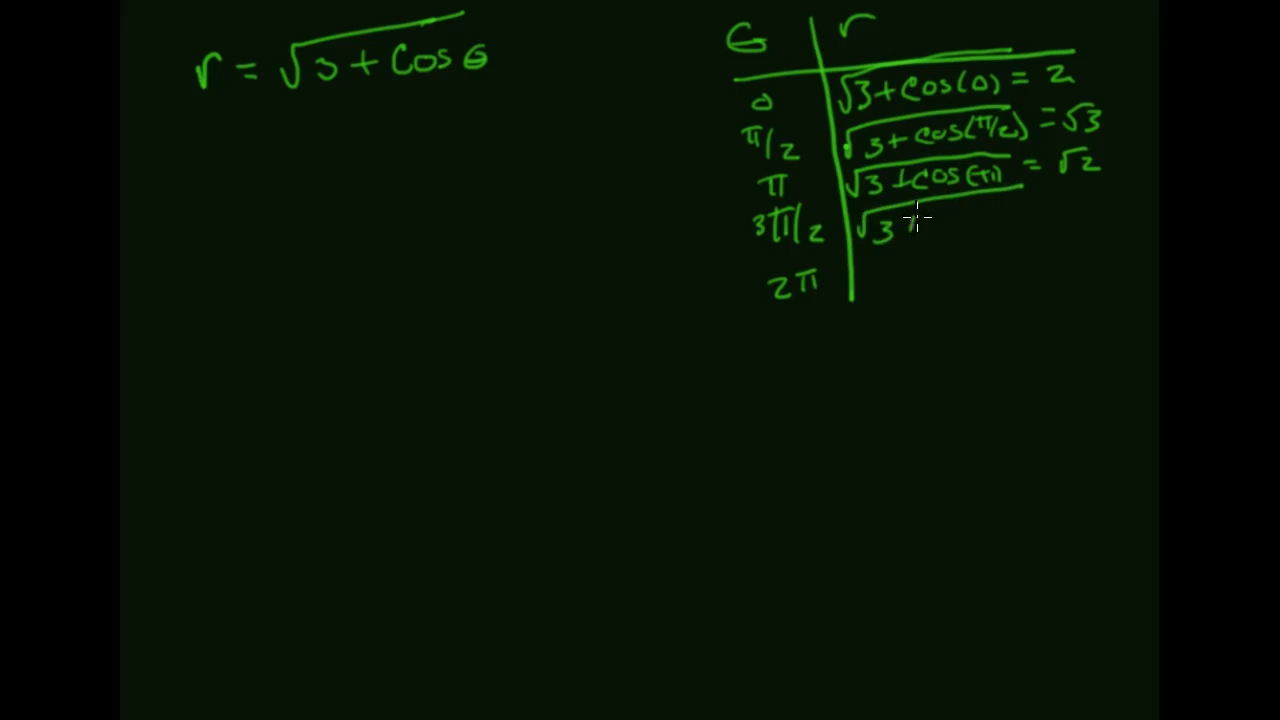 r = √3 + Cos θ
θ r
0 √3 + Cos(0) = 2
π/2 √3 + Cos(π/2) = √3
π √3 + Cos(π) = √2
3π/2 √3 +
2π